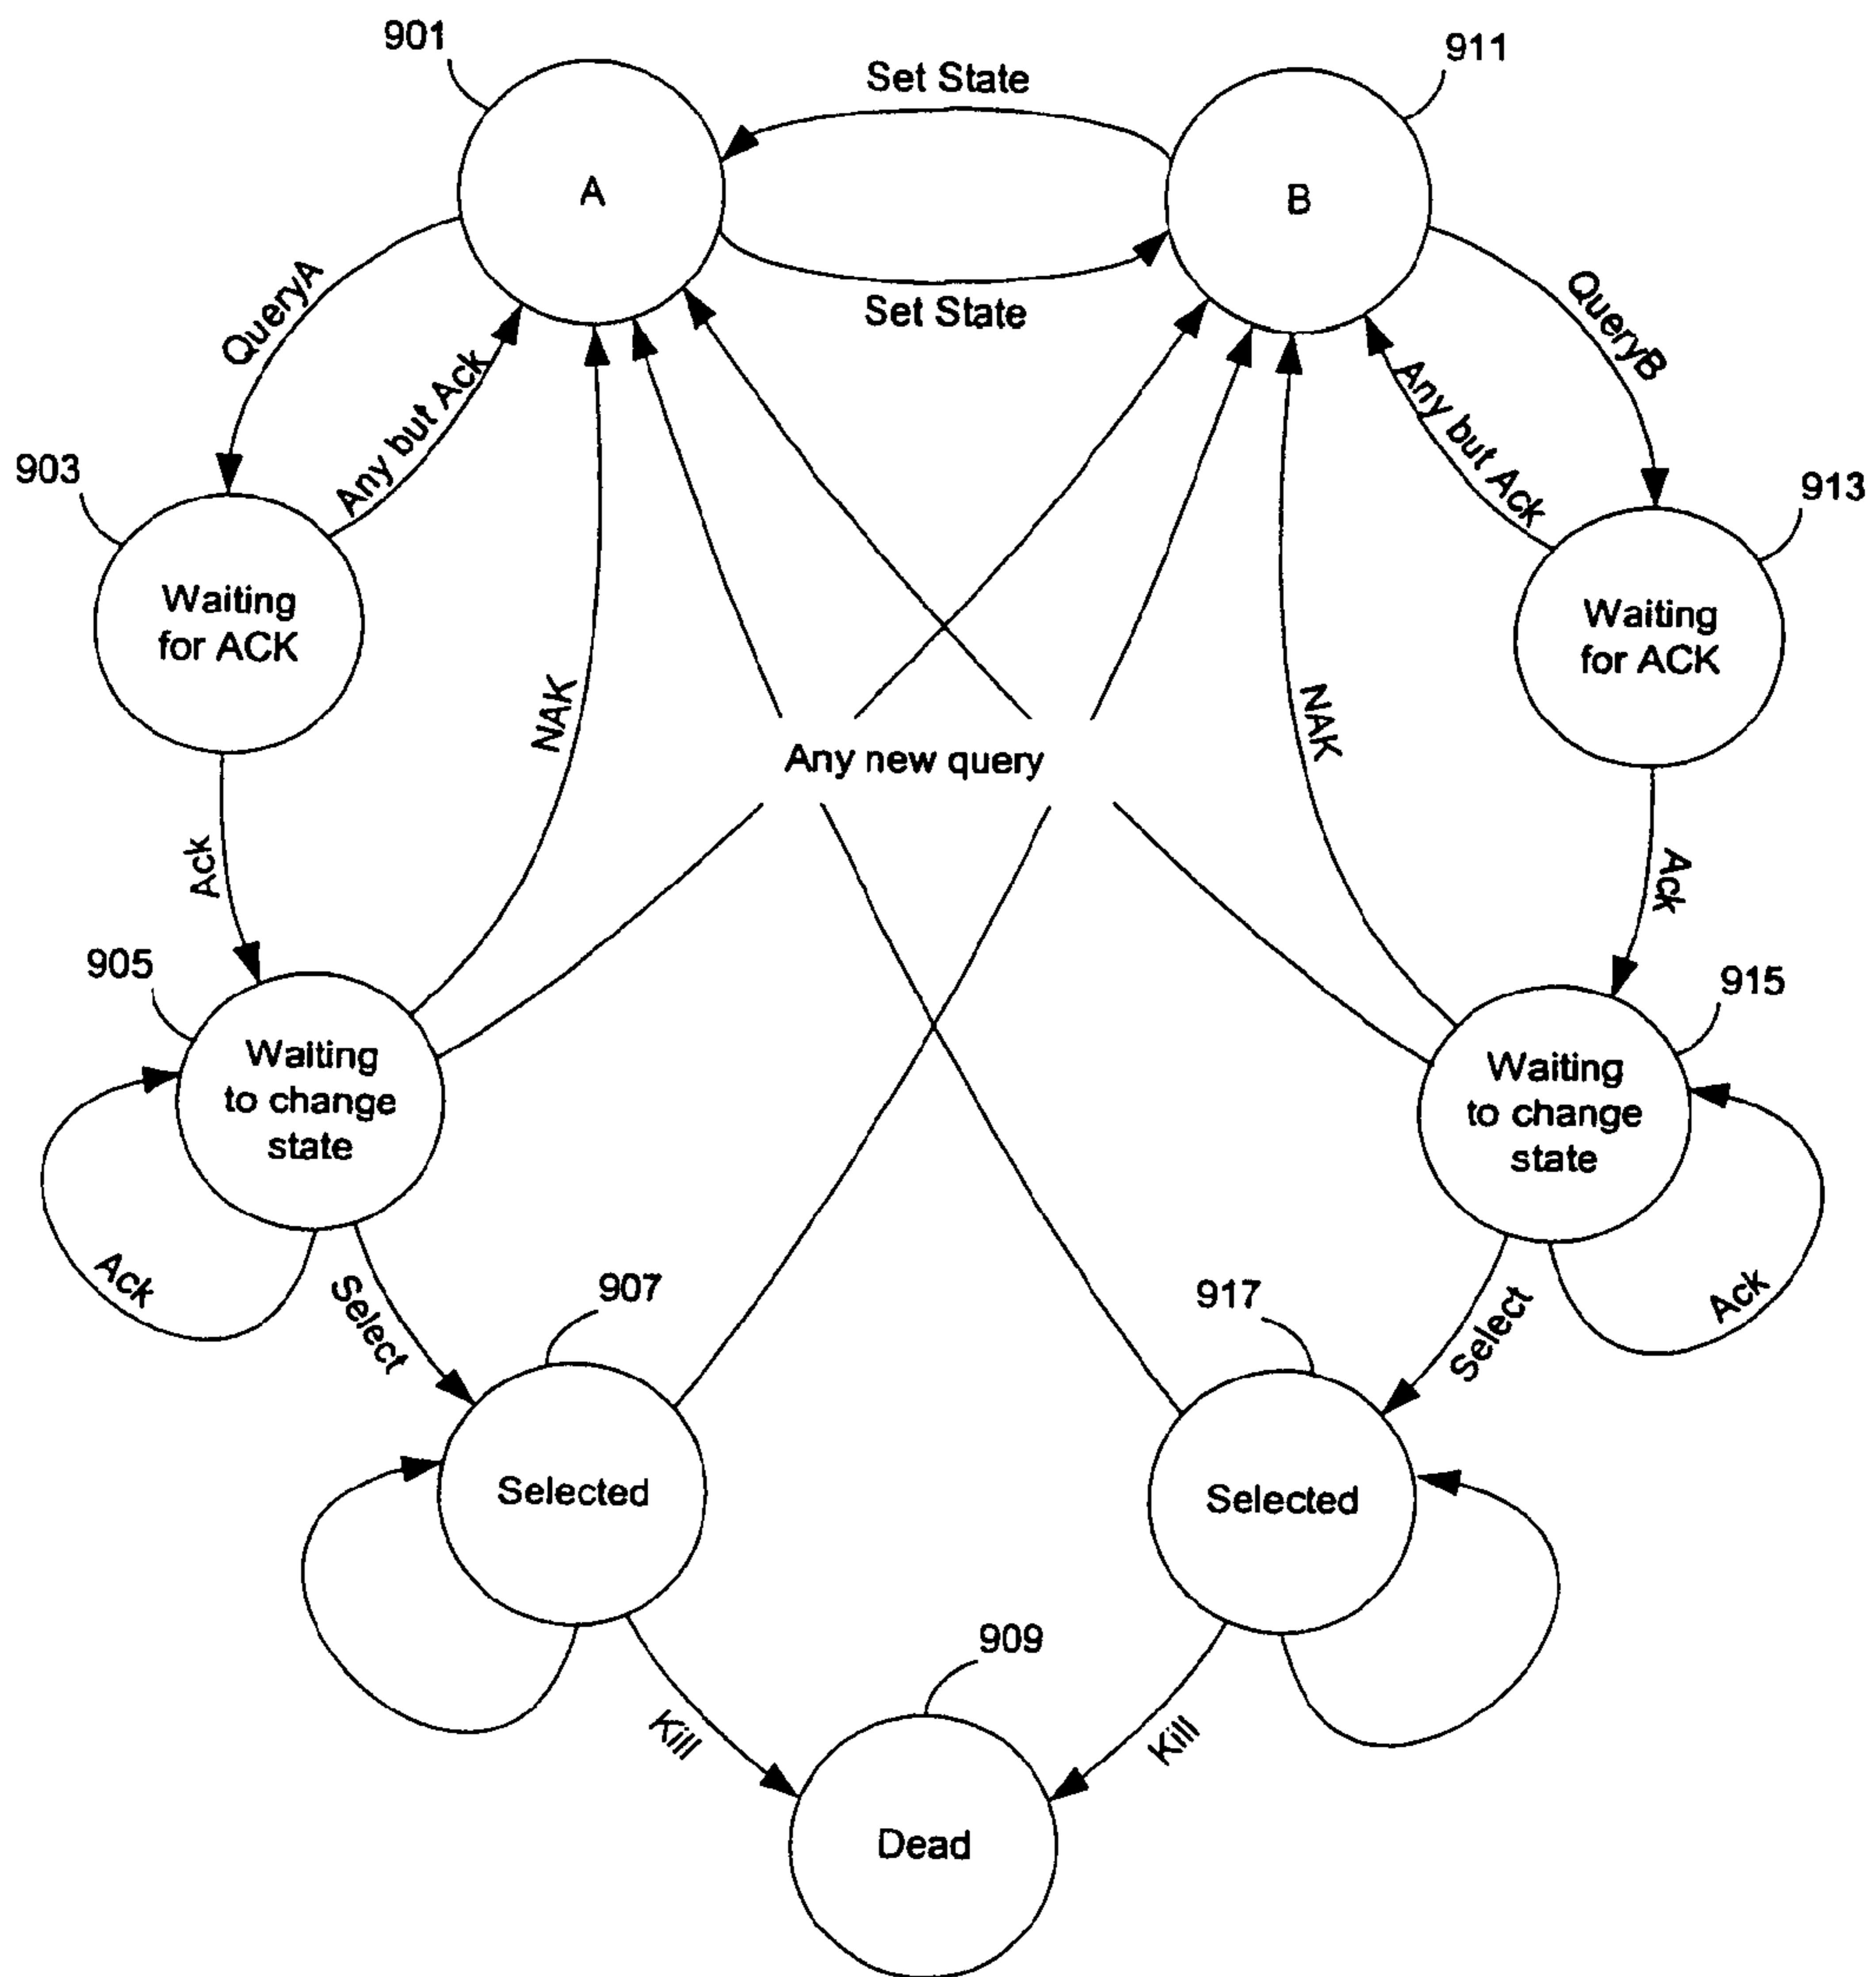 901
911
Set State
A
B
Set State
QueryA
QueryB
Any but Ack
Any but Ack
903
913
Waiting
for ACK
Waiting
for ACK
NAK
NAK
Any new query
Ack
Ack
905
915
Waiting
to change
state
Waiting
to change
state
Ack
Ack
Select
Select
907
917
Selected
Selected
909
Kill
Kill
Dead